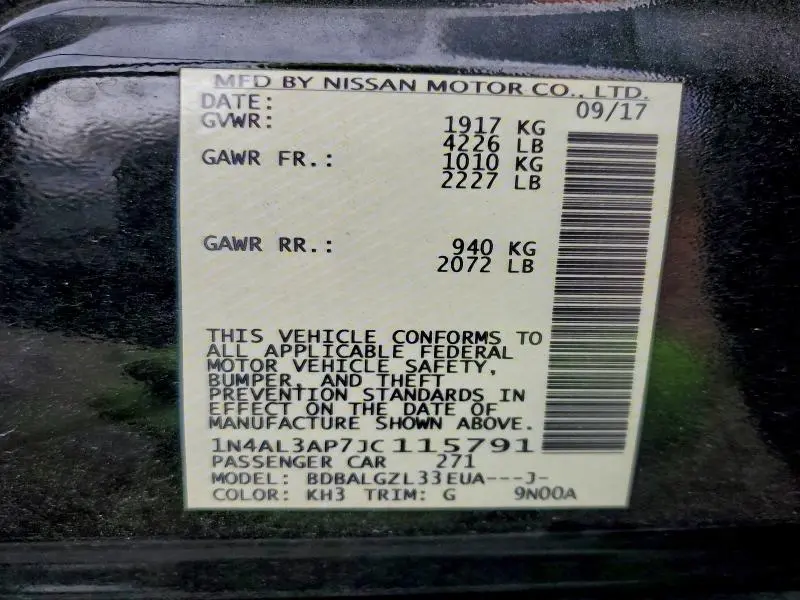 MFD BY NISSAN MOTOR CO., LTD.
DATE: 09/17
GVWR: 1917 KG
4226 LB
GAWR FR.: 1010 KG
2227 LB
GAWR RR.: 940 KG
2072 LB
THIS VEHICLE CONFORMS TO
ALL APPLICABLE FEDERAL
MOTOR VEHICLE SAFETY,
BUMPER, AND THEFT
PREVENTION STANDARDS IN
EFFECT ON THE DATE OF
MANUFACTURE SHOWN ABOVE.
1N4AL3AP7JC115791
PASSENGER CAR 271
MODEL: BDBALGZL33EUA---J-
COLOR: KH3 TRIM: G 9N00A